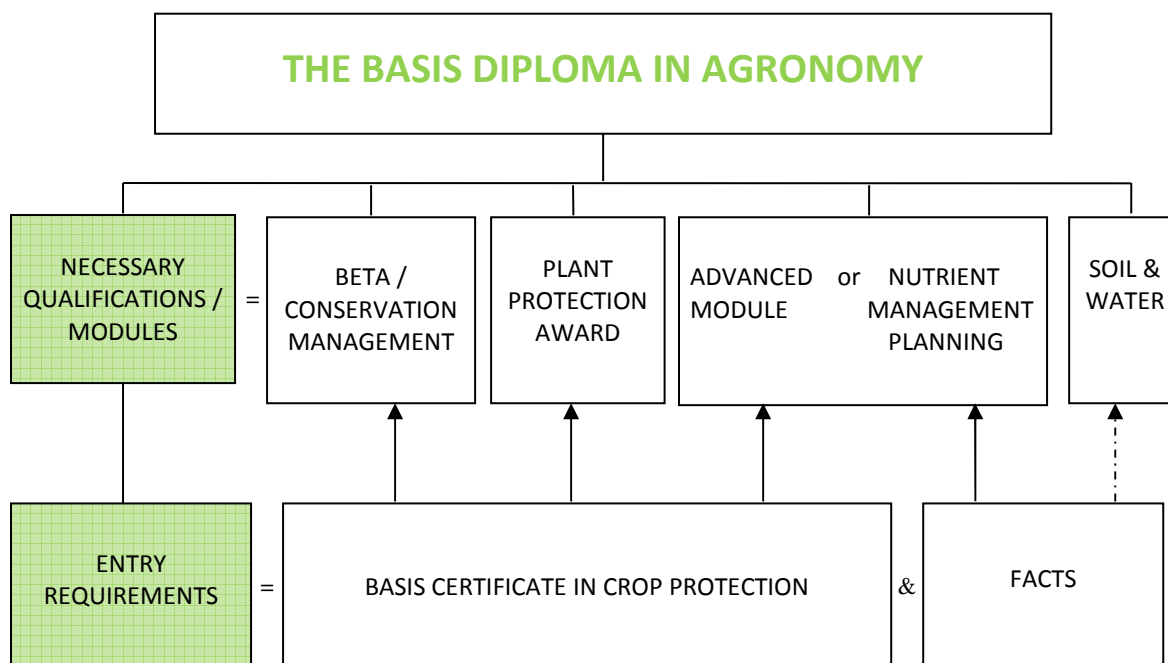 THE BASIS DIPLOMA IN AGRONOMY
NECESSARY
QUALIFICATIONS /
MODULES
=
BETA /
CONSERVATION
MANAGEMENT
PLANT
PROTECTION
AWARD
ADVANCED or NUTRIENT
MODULE MANAGEMENT
PLANNING
SOIL &
WATER
ENTRY
REQUIREMENTS
=
BASIS CERTIFICATE IN CROP PROTECTION
&
FACTS